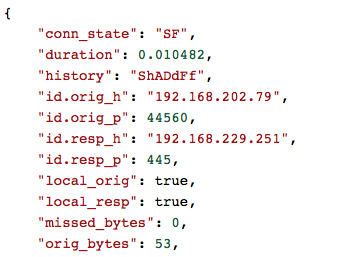 {
"conn_state": "SF",
"duration": 0.010482,
"history": "ShADdFf",
"id.orig_h": "192.168.202.79",
"id.orig_p": 44560,
"id.resp_h": "192.168.229.251",
"id.resp_p": 445,
"local_orig": true,
"local_resp": true,
"missed_bytes": 0,
"orig_bytes": 53,